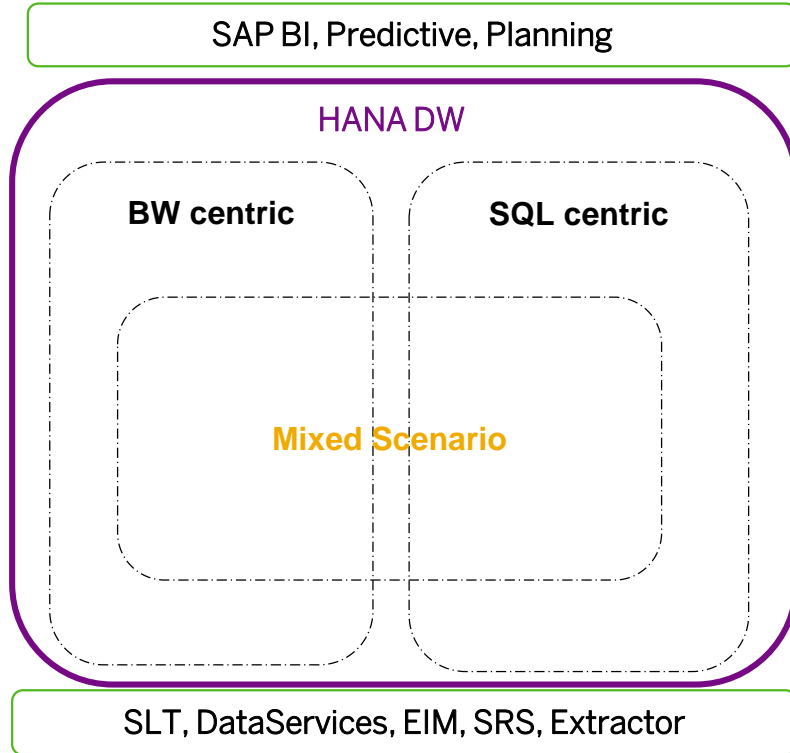 SAP BI, Predictive, Planning
HANA DW
BW centric
SQL centric
Mixed Scenario
SLT, DataServices, EIM, SRS, Extractor